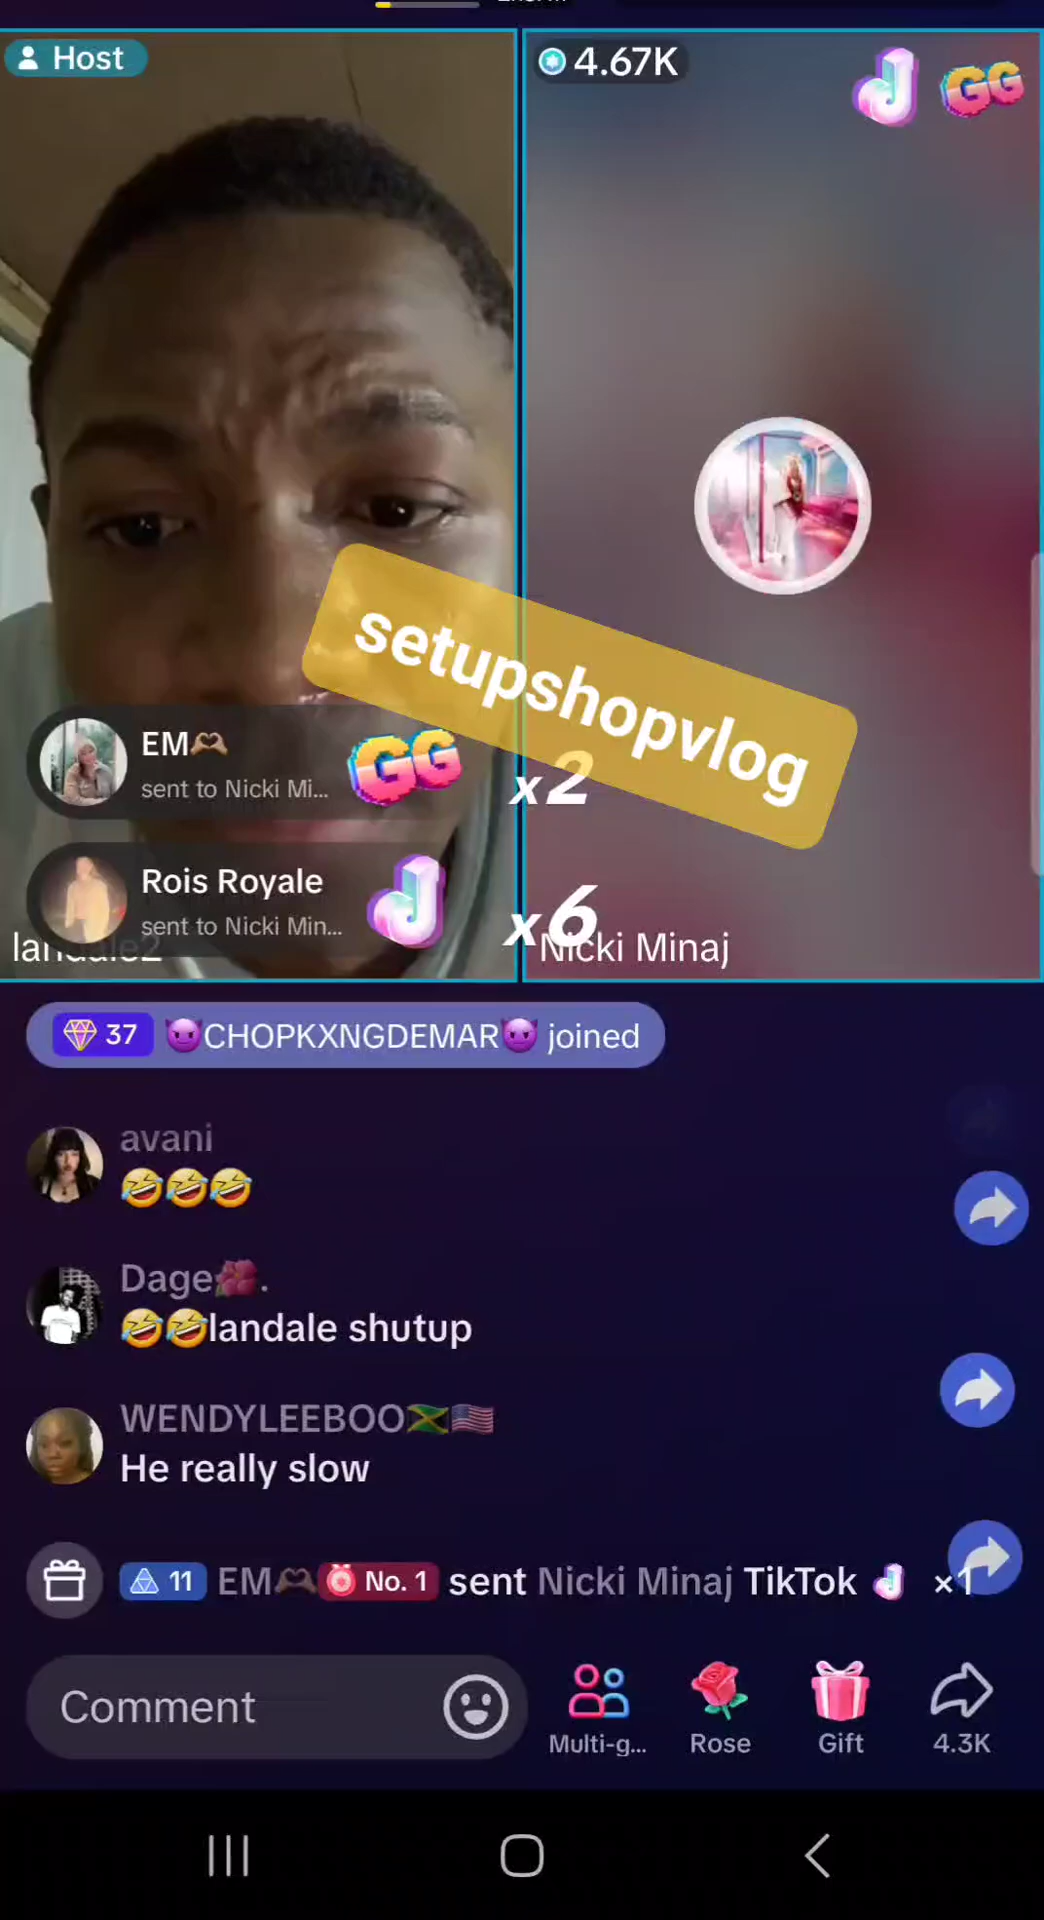 Host
4.67K
GG
setupshopvlog
EM🫶🏽
sent to Nicki Mi...
GG
x2
Rois Royale
sent to Nicki Min...
x6
Nicki Minaj
37 😈CHOPKXNGDEMAR😈 joined
avani
🤣🤣🤣
Dage🌺.
🤣🤣landale shutup
WENDYLEEBOO🇯🇲🇺🇸
He really slow
11 EM🫶🏽 No. 1 sent Nicki Minaj TikTok ×1
Comment
Multi-g...
Rose
Gift
4.3K